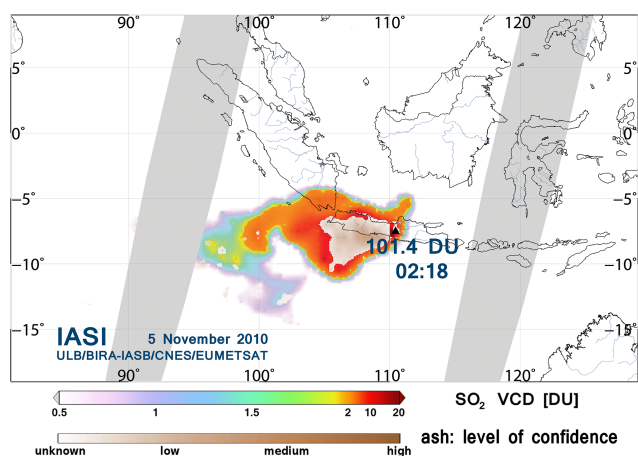 90° 100° 110° 120°
5° 5°
0° 0°
−5° −5°
101.4 DU
−10° −10°
02:18
−15° −15°
IASI 5 November 2010
ULB/BIRA-IASB/CNES/EUMETSAT
90° 100° 110° 120°
0.5 1 1.5 2 10 20
SO₂ VCD [DU]
ash: level of confidence
unknown low medium high